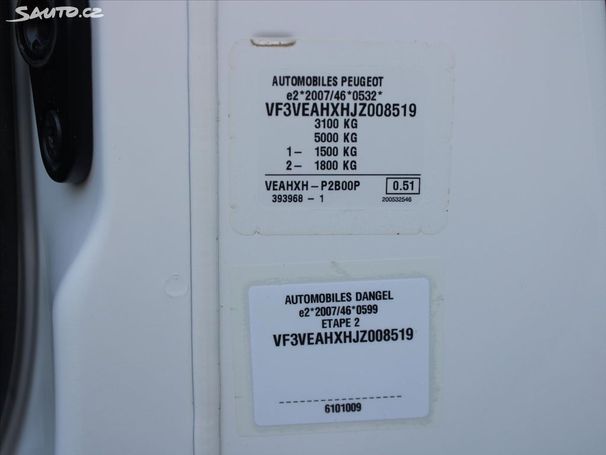 SAUTO.CZ
AUTOMOBILES PEUGEOT
e2*2007/46*0532*
VF3VEAHXHJZ008519
3100 KG
5000 KG
1- 1500 KG
2- 1800 KG
VEAHXH-P2B00P 0.51
393968 - 1 200532546
AUTOMOBILES DANGEL
e2*2007/46*0599
ETAPE 2
VF3VEAHXHJZ008519
6101009